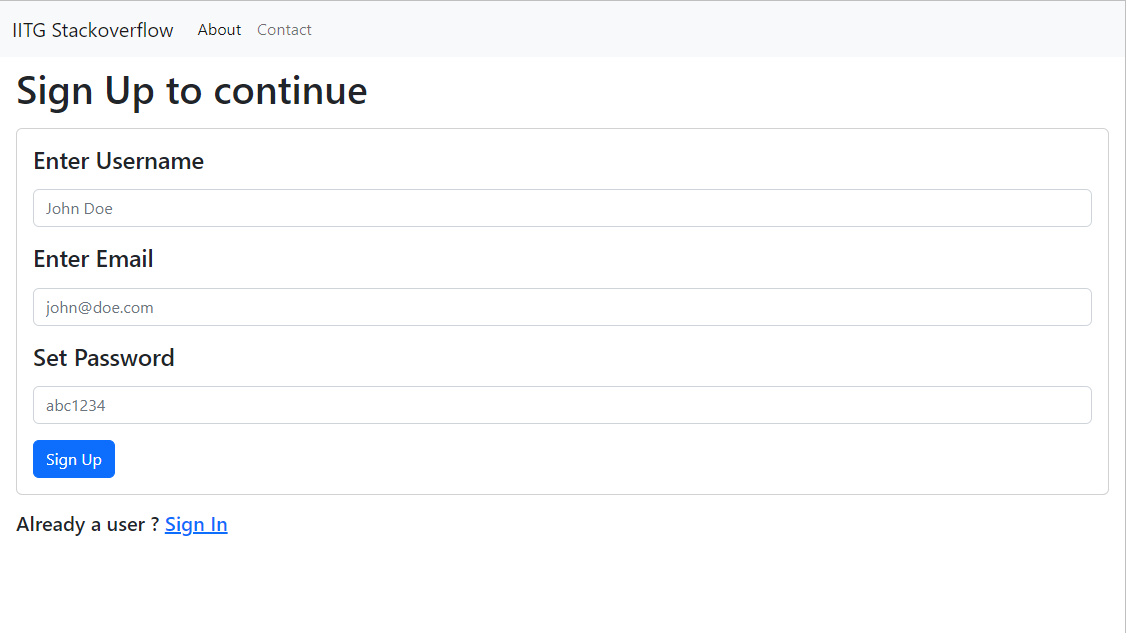 IITG Stackoverflow About Contact
Sign Up to continue
Enter Username
John Doe
Enter Email
john@doe.com
Set Password
abc1234
Sign Up
Already a user ? Sign In